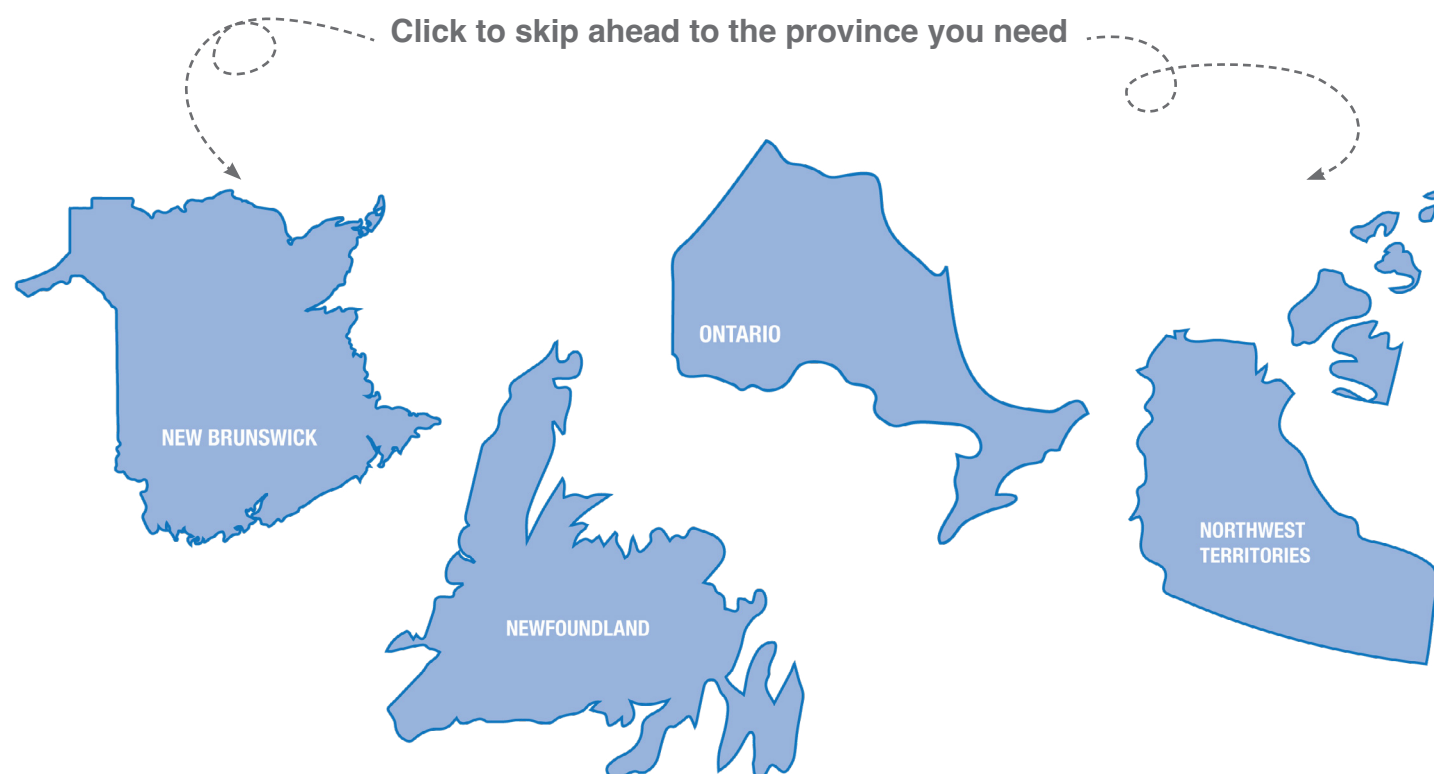 Click to skip ahead to the province you need
ONTARIO
NEW BRUNSWICK
NORTHWEST
TERRITORIES
NEWFOUNDLAND